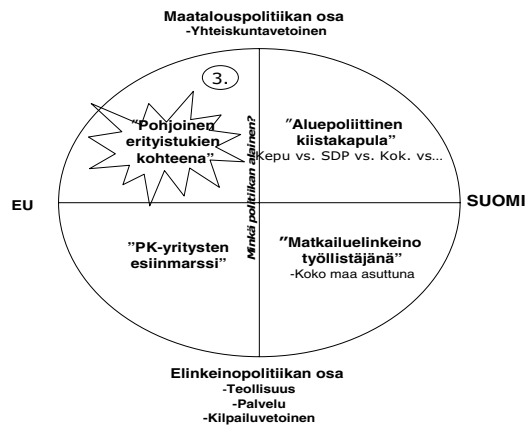 Maatalouspolitiikan osa
-Yhteiskuntavetoinen
3.
”Pohjoinen
erityistukien
kohteena”
”Aluepoliittinen
kiistakapula”
Kepu vs. SDP vs. Kok. vs...
Minkä politiikan alainen?
EU
SUOMI
”PK-yritysten
esiinmarssi”
”Matkailuelinkeino
työllistäjänä”
-Koko maa asuttuna
Elinkeinopolitiikan osa
-Teollisuus
-Palvelu
-Kilpailuvetoinen